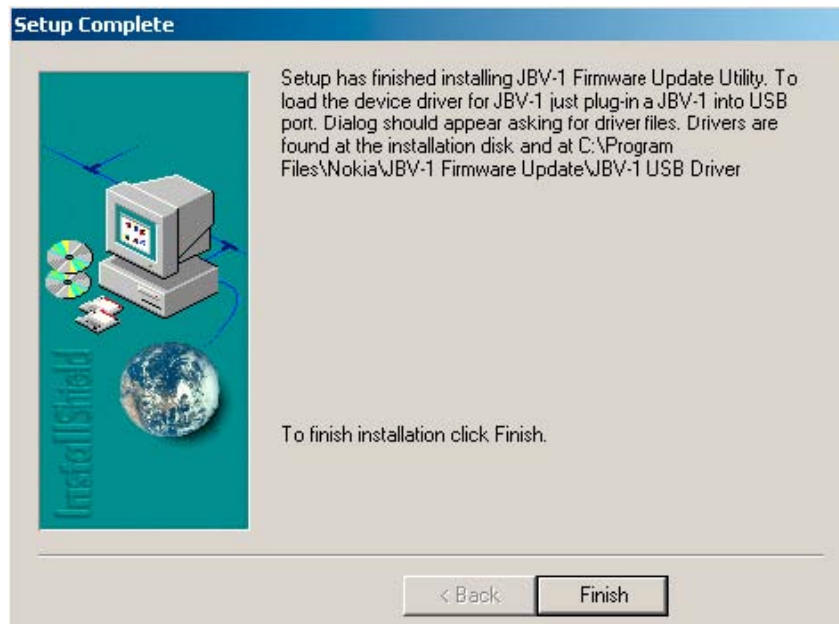 Setup Complete
Setup has finished installing JBV-1 Firmware Update Utility. To
load the device driver for JBV-1 just plug-in a JBV-1 into USB
port. Dialog should appear asking for driver files. Drivers are
found at the installation disk and at C:\Program
Files\Nokia\JBV-1 Firmware Update\JBV-1 USB Driver
InstallShield
To finish installation click Finish.
< Back
Finish